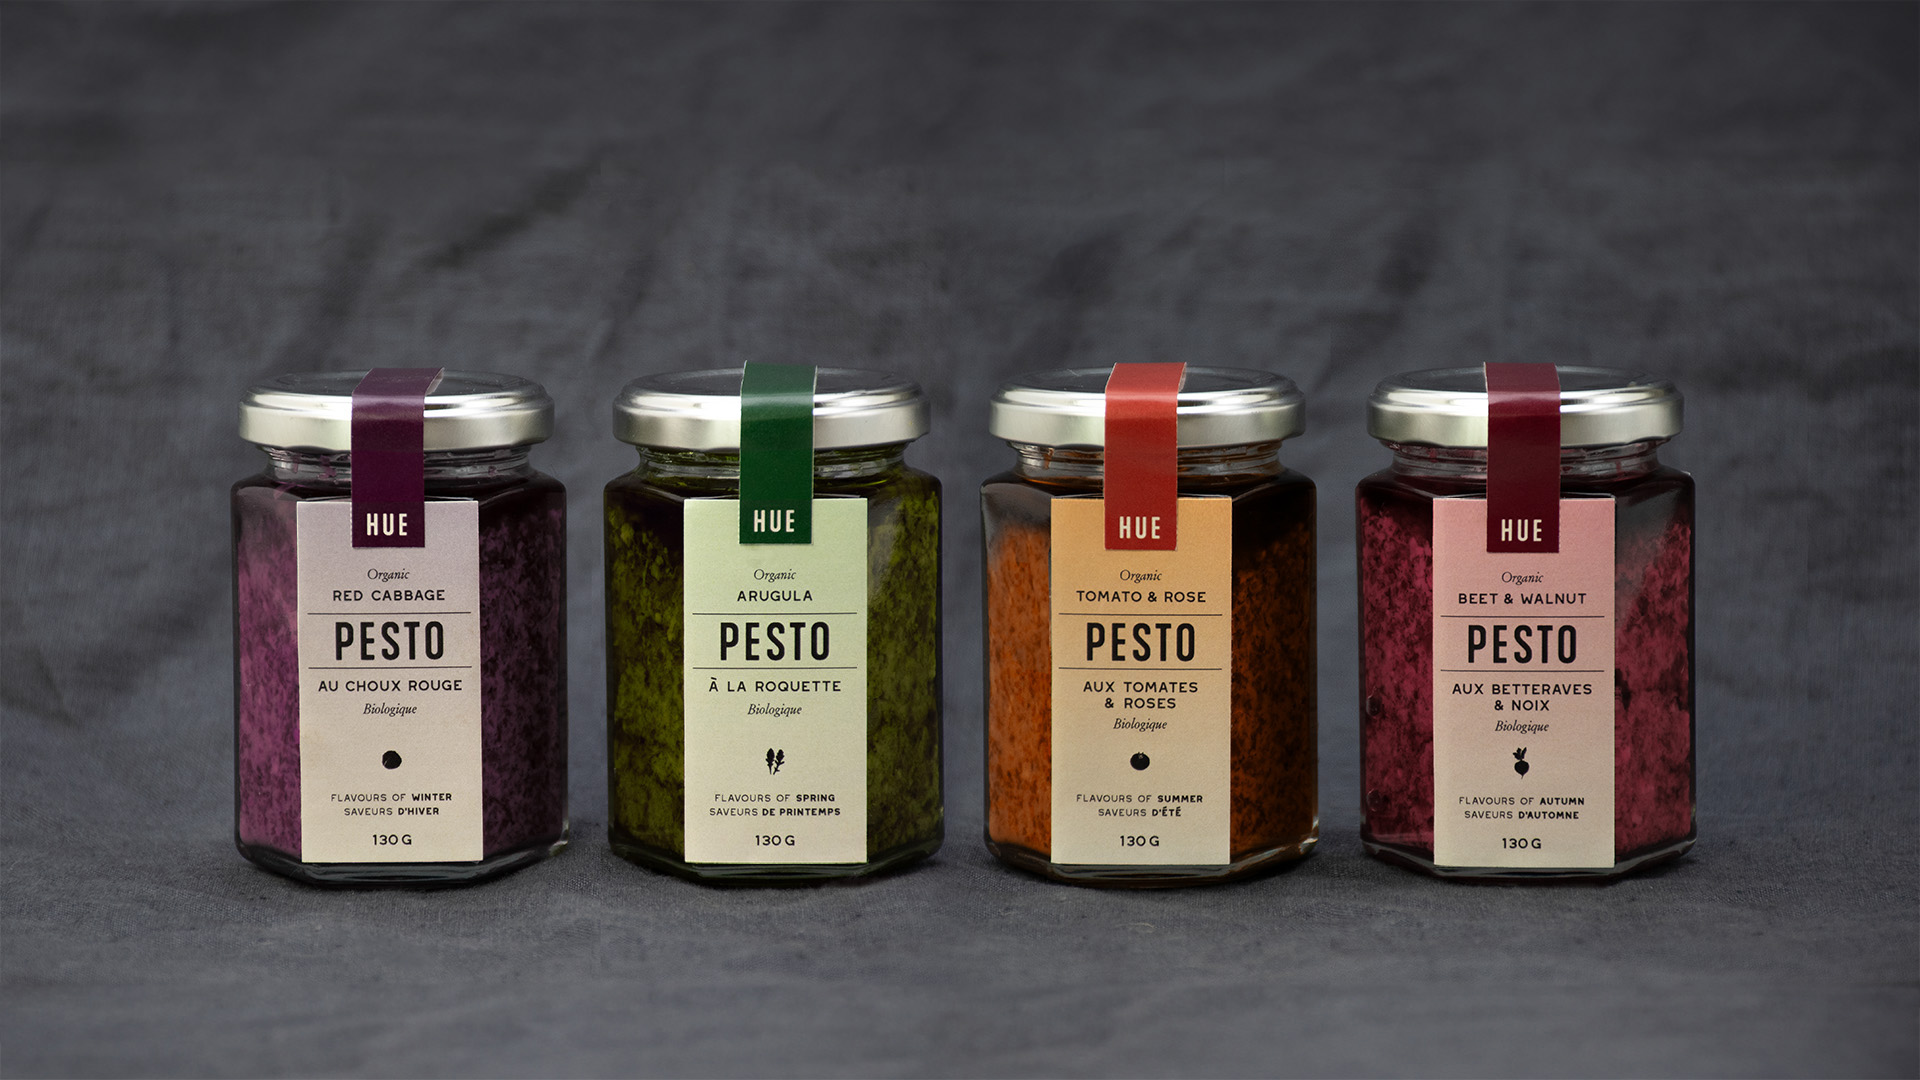 HUE
Organic
RED CABBAGE
PESTO
AU CHOUX ROUGE
Biologique
FLAVOURS OF WINTER
SAVEURS D'HIVER
130 G
HUE
Organic
ARUGULA
PESTO
À LA ROQUETTE
Biologique
FLAVOURS OF SPRING
SAVEURS DE PRINTEMPS
130 G
HUE
Organic
TOMATO & ROSE
PESTO
AUX TOMATES
& ROSES
Biologique
FLAVOURS OF SUMMER
SAVEURS D'ÉTÉ
130 G
HUE
Organic
BEET & WALNUT
PESTO
AUX BETTERAVES
& NOIX
Biologique
FLAVOURS OF AUTUMN
SAVEURS D'AUTOMNE
130 G